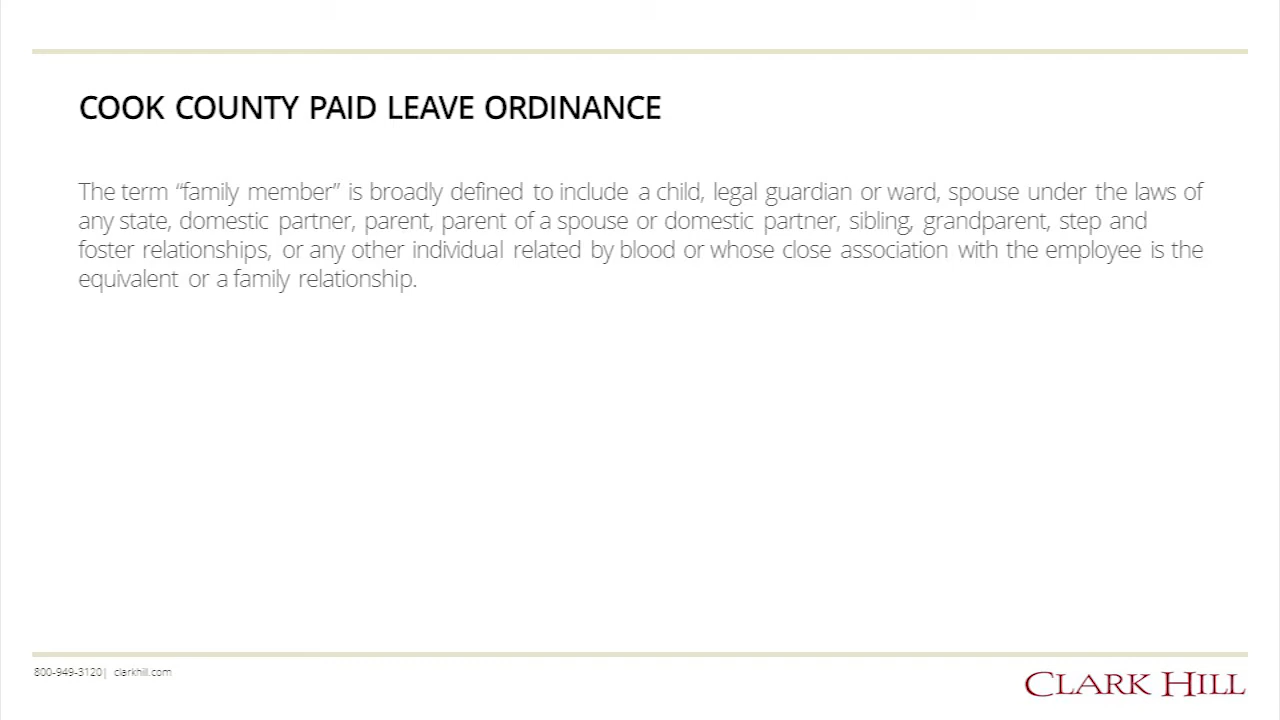 COOK COUNTY PAID LEAVE ORDINANCE
The term “family member” is broadly defined to include a child, legal guardian or ward, spouse under the laws of
any state, domestic partner, parent, parent of a spouse or domestic partner, sibling, grandparent, step and
foster relationships, or any other individual related by blood or whose close association with the employee is the
equivalent or a family relationship.
800-949-3120| clarkhill.com
CLARK HILL